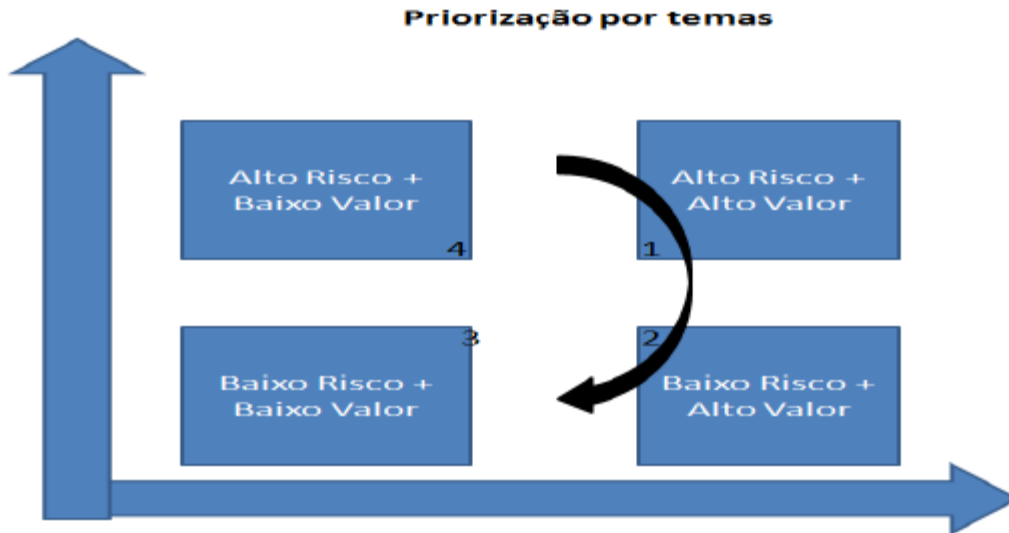 Priorização por temas
Alto Risco +
Baixo Valor
4
Alto Risco +
Alto Valor
1
3
Baixo Risco +
Baixo Valor
2
Baixo Risco +
Alto Valor